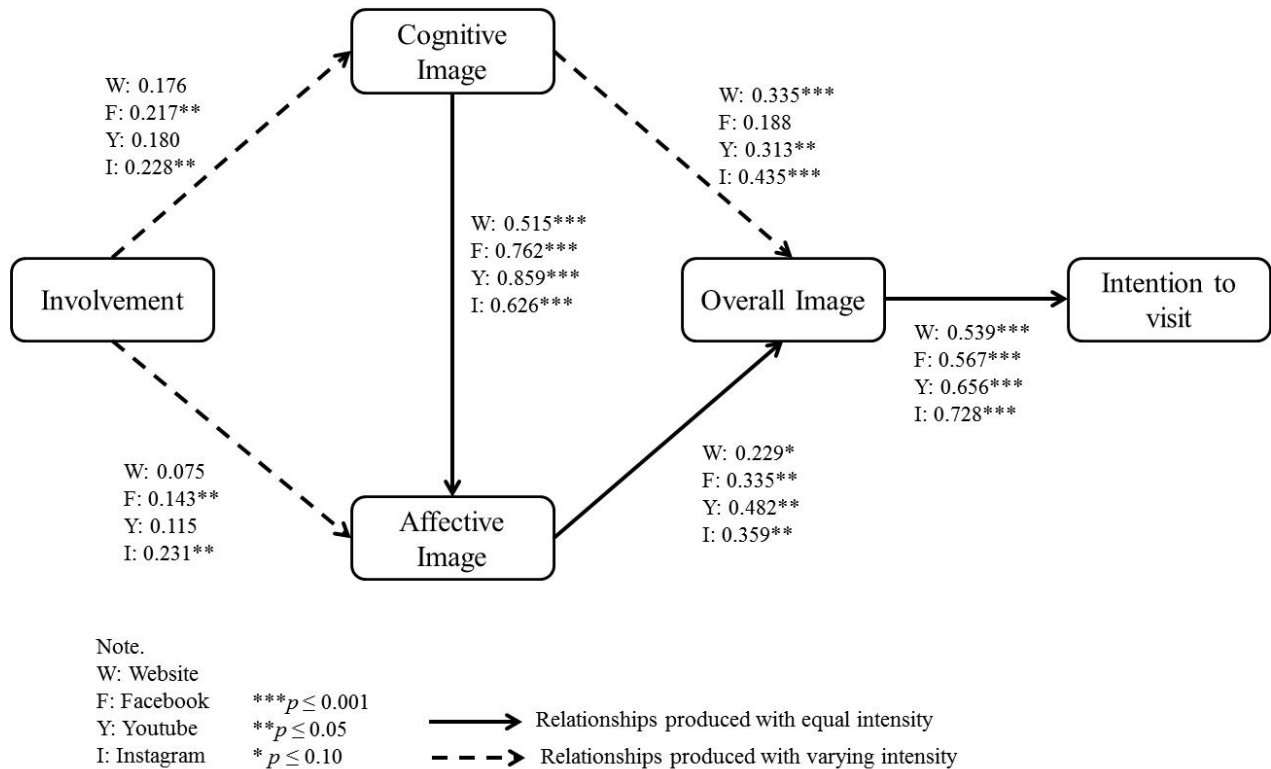 Cognitive
Image
W: 0.176
F: 0.217**
Y: 0.180
I: 0.228**
W: 0.335***
F: 0.188
Y: 0.313**
I: 0.435***
W: 0.515***
F: 0.762***
Y: 0.859***
I: 0.626***
Involvement
Overall Image
Intention to
visit
W: 0.539***
F: 0.567***
Y: 0.656***
I: 0.728***
W: 0.075
F: 0.143**
Y: 0.115
I: 0.231**
Affective
Image
W: 0.229*
F: 0.335**
Y: 0.482**
I: 0.359**
Note.
W: Website
F: Facebook ***p ≤ 0.001
Y: Youtube **p ≤ 0.05
I: Instagram * p ≤ 0.10
Relationships produced with equal intensity
Relationships produced with varying intensity